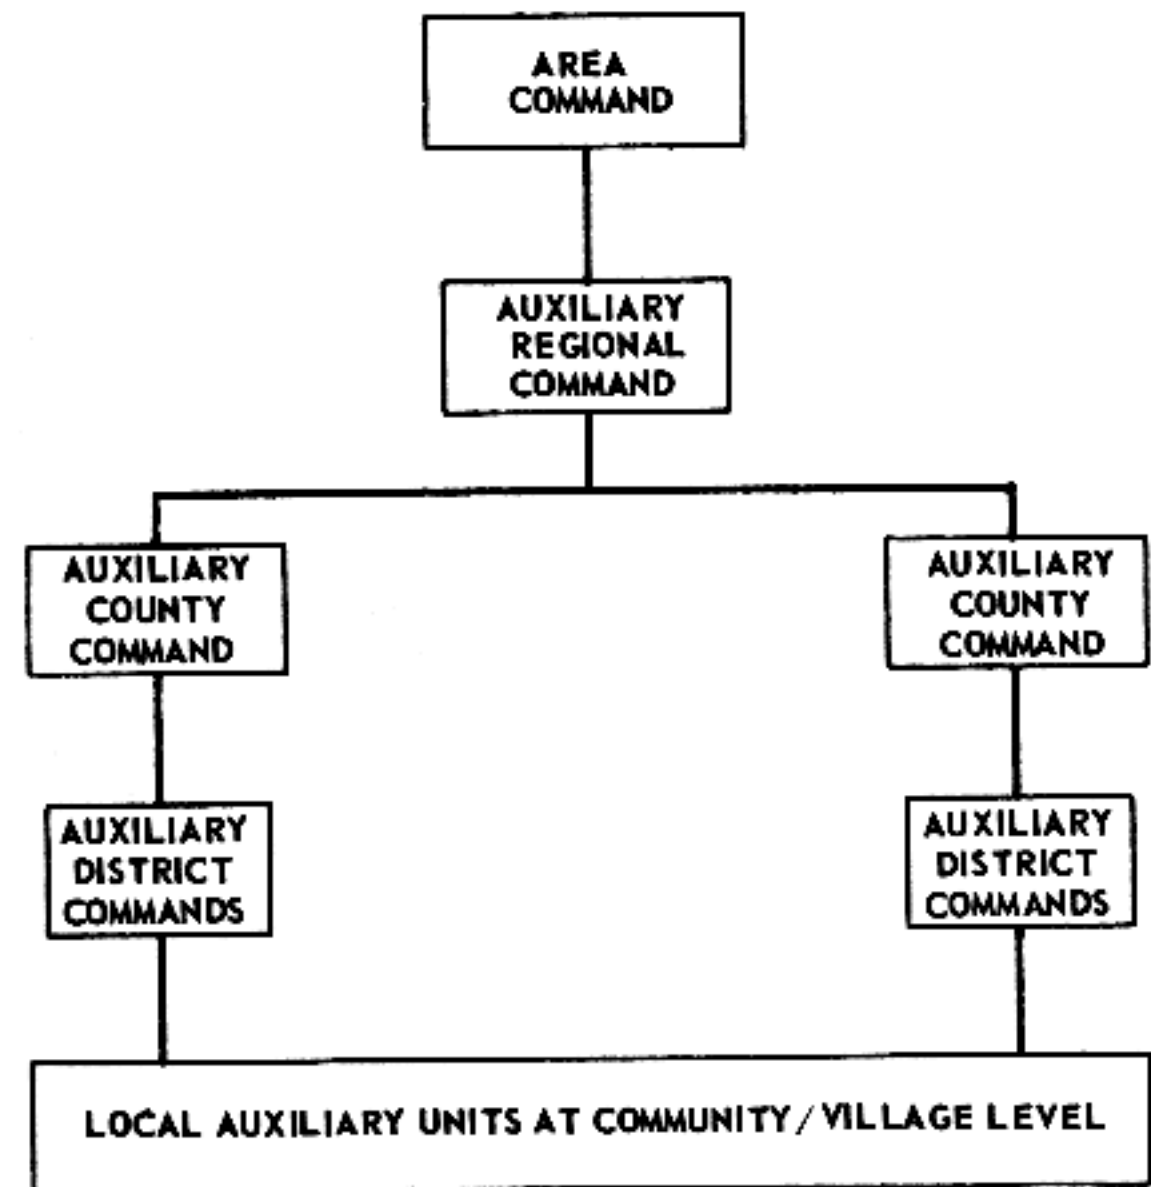 AREA
COMMAND
AUXILIARY
REGIONAL
COMMAND
AUXILIARY
COUNTY
COMMAND
AUXILIARY
COUNTY
COMMAND
AUXILIARY
DISTRICT
COMMANDS
AUXILIARY
DISTRICT
COMMANDS
LOCAL AUXILIARY UNITS AT COMMUNITY/VILLAGE LEVEL